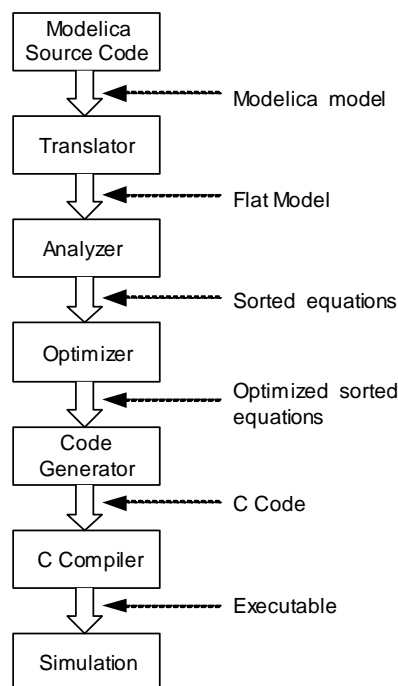 Modelica
Source Code
Modelica model
Translator
Flat Model
Analyzer
Sorted equations
Optimizer
Optimized sorted
equations
Code
Generator
C Code
C Compiler
Executable
Simulation